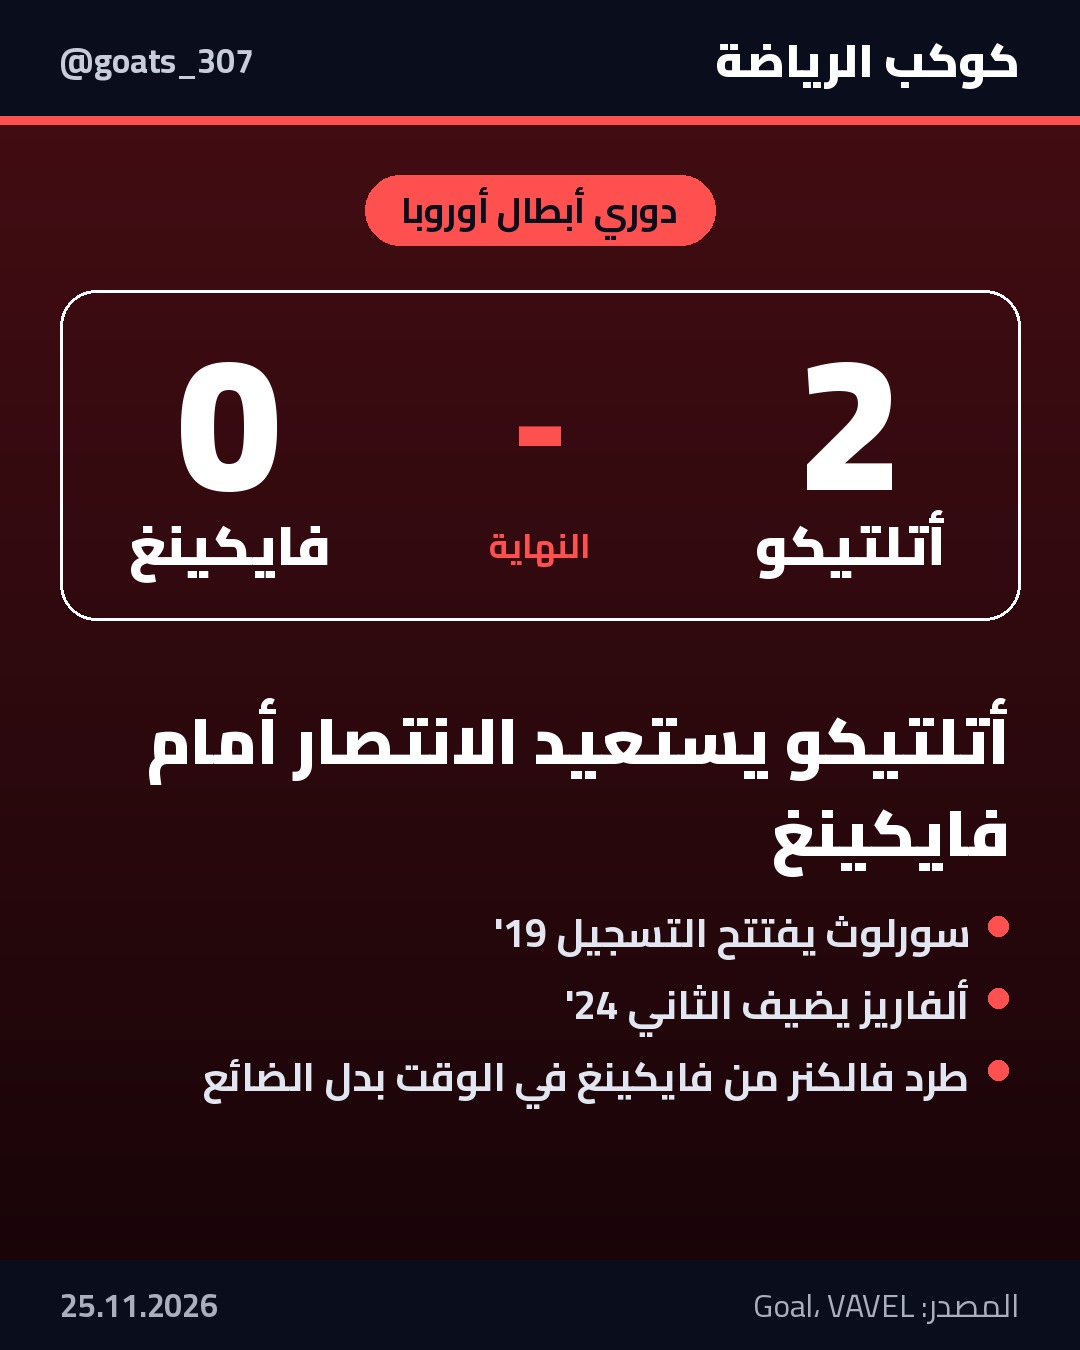 كوكب الرياضة
@goats_307
دوري أبطال أوروبا
2 - 0
أتلتيكو النهاية فايكينغ
أتلتيكو يستعيد الانتصار أمام
فايكينغ
سورلوث يفتتح التسجيل 19'
ألفاريز يضيف الثاني 24'
طرد فالكنر من فايكينغ في الوقت بدل الضائع
المصدر: Goal، VAVEL
25.11.2026